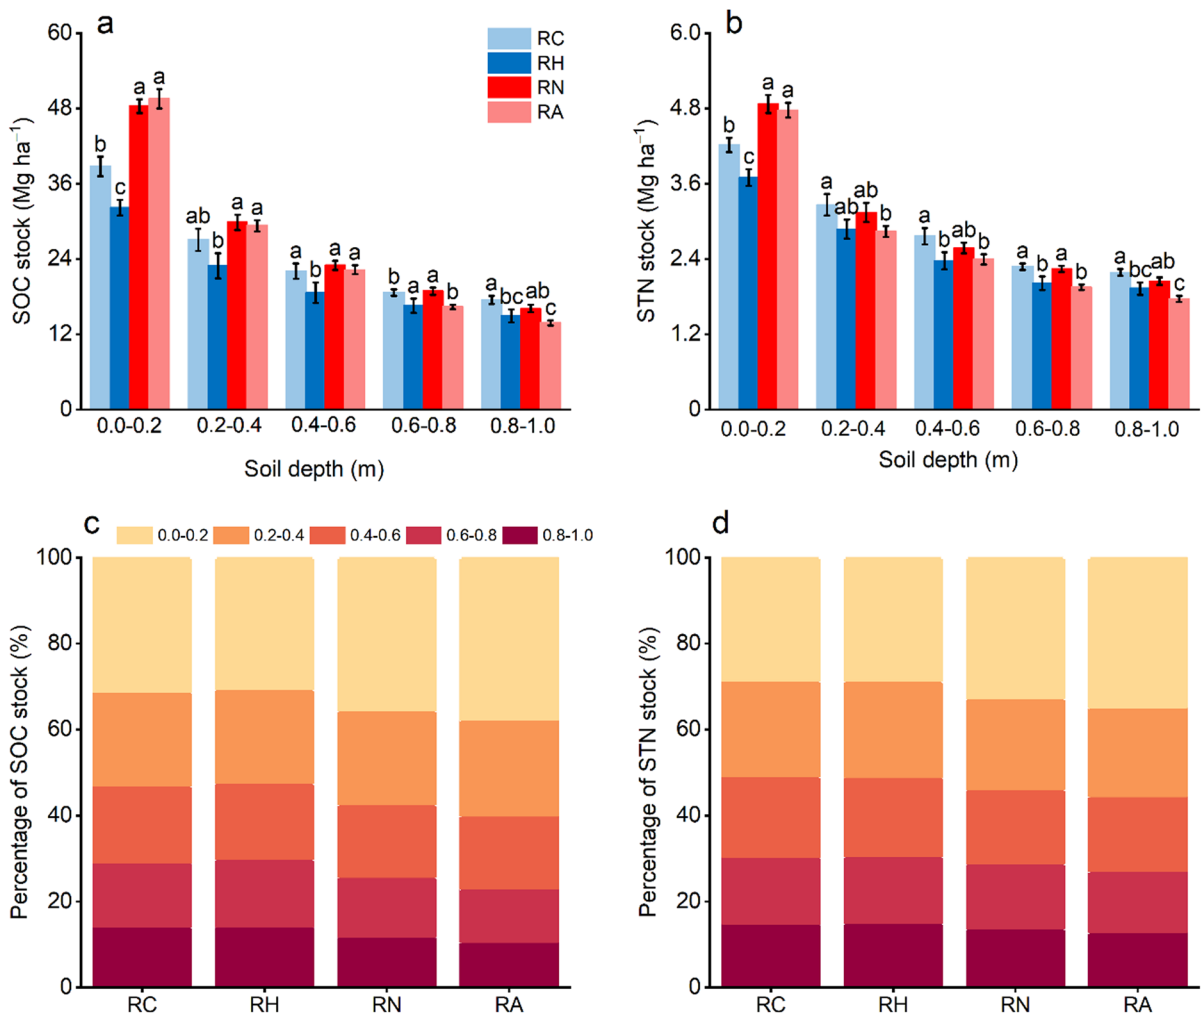 a
RC
RH
RN
RA
SOC stock (Mg ha⁻¹)
60
48
36
24
12
0
b c a a
ab b a a
a b a a
b a a b
a bc ab c
0.0-0.2 0.2-0.4 0.4-0.6 0.6-0.8 0.8-1.0
Soil depth (m)
b
STN stock (Mg ha⁻¹)
6.0
4.8
3.6
2.4
1.2
0
b c a a
a ab ab b
a b ab b
a b a b
a bc ab c
0.0-0.2 0.2-0.4 0.4-0.6 0.6-0.8 0.8-1.0
Soil depth (m)
c
0.0-0.2 0.2-0.4 0.4-0.6 0.6-0.8 0.8-1.0
Percentage of SOC stock (%)
100
80
60
40
20
0
RC RH RN RA
d
Percentage of STN stock (%)
100
80
60
40
20
0
RC RH RN RA